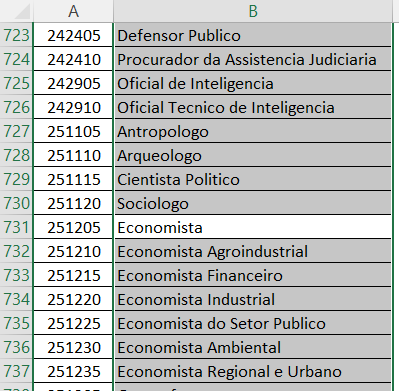 A B
723 242405 Defensor Publico
724 242410 Procurador da Assistencia Judiciaria
725 242905 Oficial de Inteligencia
726 242910 Oficial Tecnico de Inteligencia
727 251105 Antropologo
728 251110 Arqueologo
729 251115 Cientista Politico
730 251120 Sociologo
731 251205 Economista
732 251210 Economista Agroindustrial
733 251215 Economista Financeiro
734 251220 Economista Industrial
735 251225 Economista do Setor Publico
736 251230 Economista Ambiental
737 251235 Economista Regional e Urbano